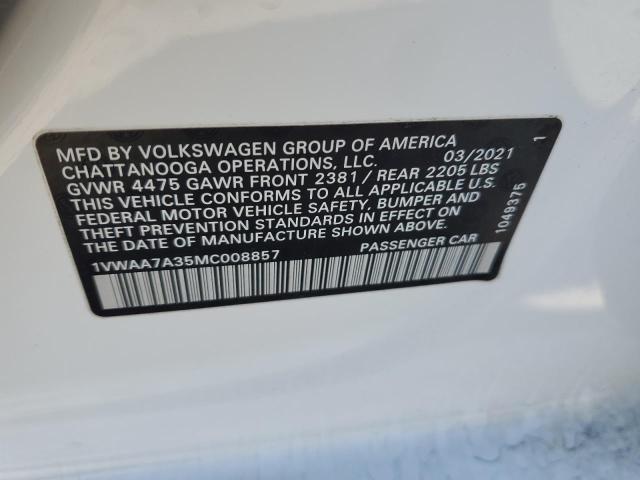 MFD BY VOLKSWAGEN GROUP OF AMERICA
CHATTANOOGA OPERATIONS, LLC. 03/2021
GVWR 4475 GAWR FRONT 2381 / REAR 2205 LBS
THIS VEHICLE CONFORMS TO ALL APPLICABLE U.S.
FEDERAL MOTOR VEHICLE SAFETY, BUMPER AND
THEFT PREVENTION STANDARDS IN EFFECT ON
THE DATE OF MANUFACTURE SHOWN ABOVE.
1VWAA7A35MC008857 PASSENGER CAR
1049375
1